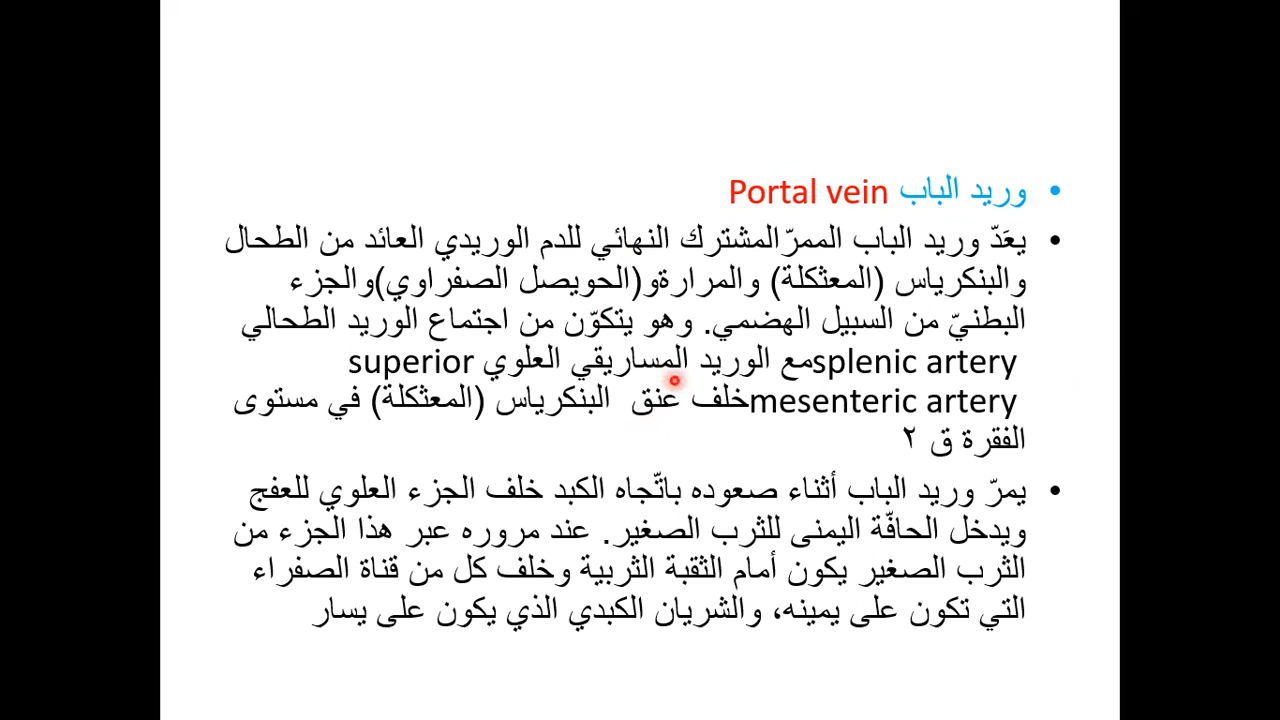 • وريد الباب Portal vein
• يعَدّ وريد الباب الممرّالمشترك النهائي للدم الوريدي العائد من الطحال
والبنكرياس (المعثكلة) والمرارةو(الحويصل الصفراوي)والجزء
البطنيّ من السبيل الهضمي. وهو يتكوّن من اجتماع الوريد الطحالي
splenic arteryمع الوريد المساريقي العلوي superior
mesenteric arteryخلف عنق البنكرياس (المعثكلة) في مستوى
الفقرة ق ٢
• يمرّ وريد الباب أثناء صعوده باتّجاه الكبد خلف الجزء العلوي للعفج
ويدخل الحافّة اليمنى للثرب الصغير. عند مروره عبر هذا الجزء من
الثرب الصغير يكون أمام الثقبة الثربية وخلف كل من قناة الصفراء
التي تكون على يمينه، والشريان الكبدي الذي يكون على يسار